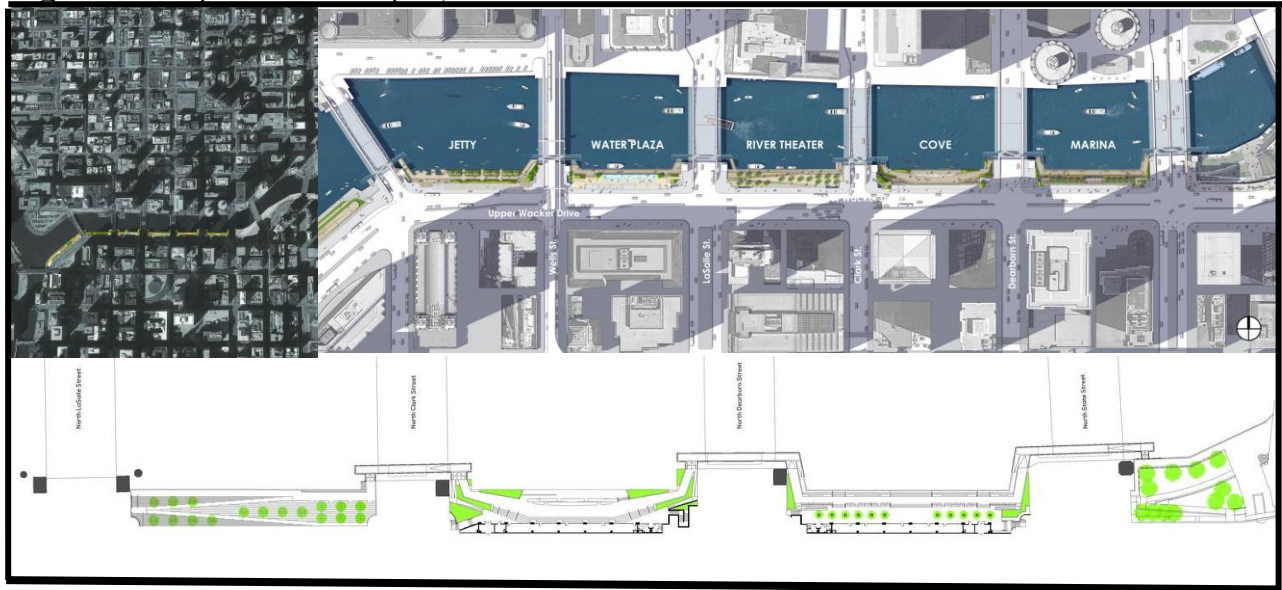 JETTY
WATER PLAZA
RIVER THEATER
COVE
MARINA
Upper Wacker Drive
Wells St.
LaSalle St.
Clark St.
Dearborn St.
North LaSalle Street
North Clark Street
North Dearborn Street
North State Street